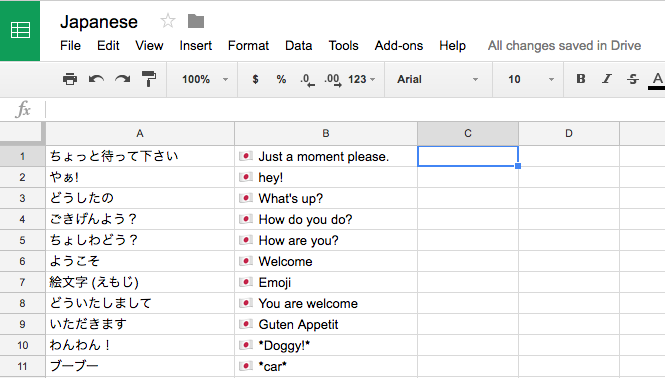 Japanese
File Edit View Insert Format Data Tools Add-ons Help All changes saved in Drive
100% $ % .0 .00 123 Arial 10 B I S A
fx
A B C D
1 ちょっと待って下さい 🇯🇵 Just a moment please.
2 やぁ! 🇯🇵 hey!
3 どうしたの 🇯🇵 What's up?
4 ごきげんよう？ 🇯🇵 How do you do?
5 ちょしわどう？ 🇯🇵 How are you?
6 ようこそ 🇯🇵 Welcome
7 絵文字 (えもじ) 🇯🇵 Emoji
8 どういたしまして 🇯🇵 You are welcome
9 いただきます 🇯🇵 Guten Appetit
10 わんわん！ 🇯🇵 *Doggy!*
11 ブーブー 🇯🇵 *car*